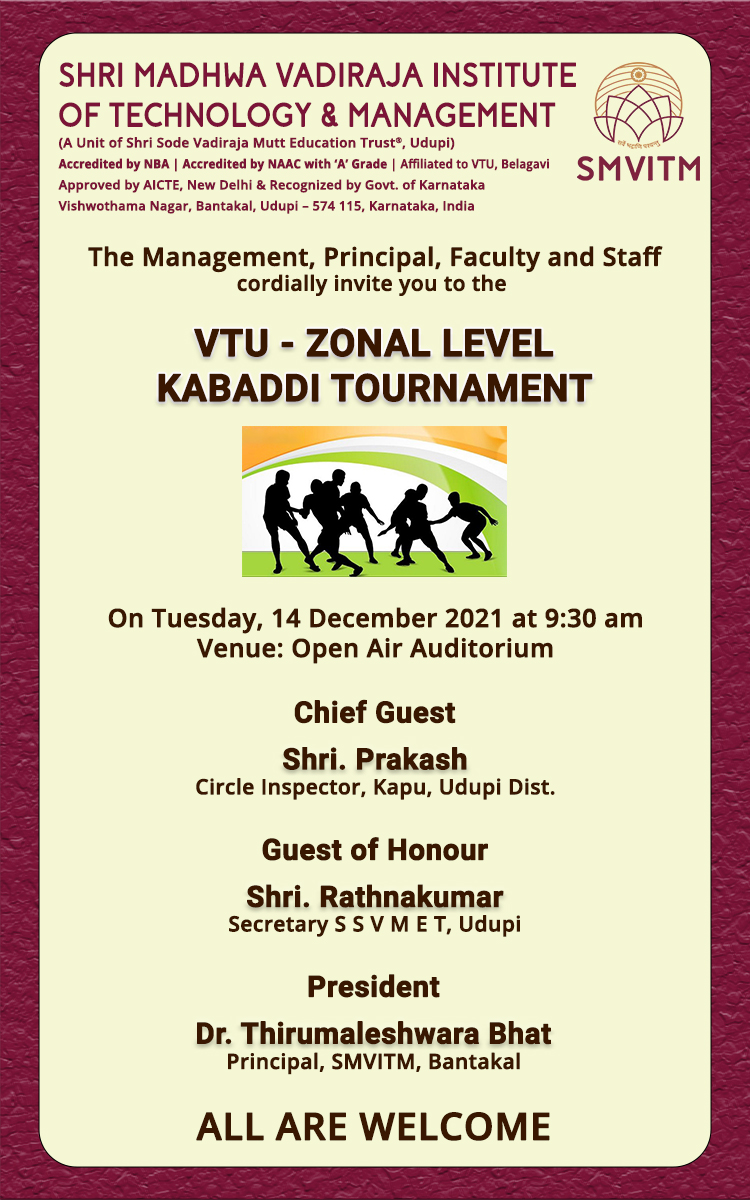 SHRI MADHWA VADIRAJA INSTITUTE
OF TECHNOLOGY & MANAGEMENT
(A Unit of Shri Sode Vadiraja Mutt Education Trust®, Udupi)
Accredited by NBA | Accredited by NAAC with ‘A’ Grade | Affiliated to VTU, Belagavi
Approved by AICTE, New Delhi & Recognized by Govt. of Karnataka
Vishwothama Nagar, Bantakal, Udupi – 574 115, Karnataka, India
सर्वे भद्राणि पश्यन्तु
SMVITM
The Management, Principal, Faculty and Staff
cordially invite you to the
VTU - ZONAL LEVEL
KABADDI TOURNAMENT
On Tuesday, 14 December 2021 at 9:30 am
Venue: Open Air Auditorium
Chief Guest
Shri. Prakash
Circle Inspector, Kapu, Udupi Dist.
Guest of Honour
Shri. Rathnakumar
Secretary S S V M E T, Udupi
President
Dr. Thirumaleshwara Bhat
Principal, SMVITM, Bantakal
ALL ARE WELCOME